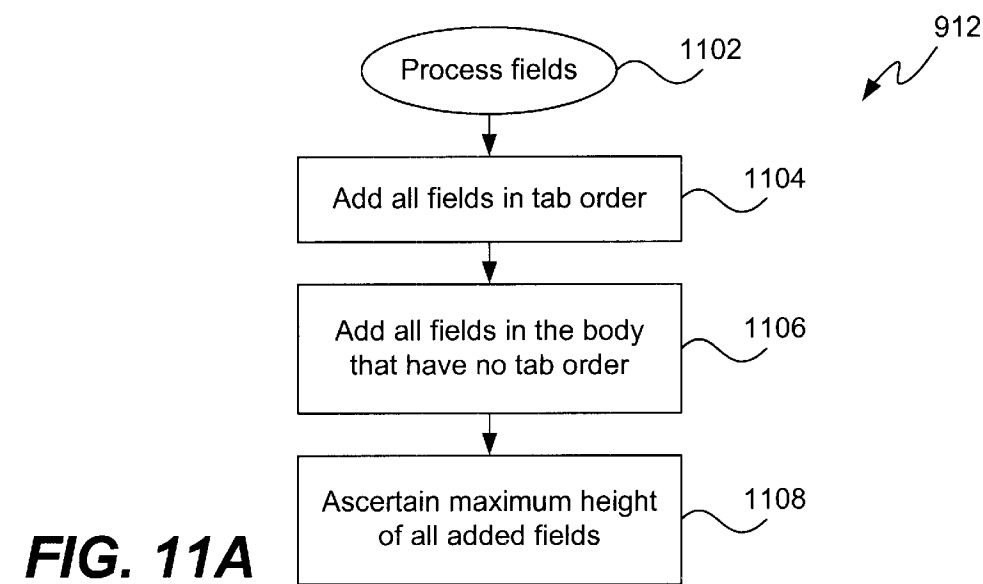 912
Process fields
1102
Add all fields in tab order
1104
Add all fields in the body
that have no tab order
1106
Ascertain maximum height
of all added fields
1108
FIG. 11A